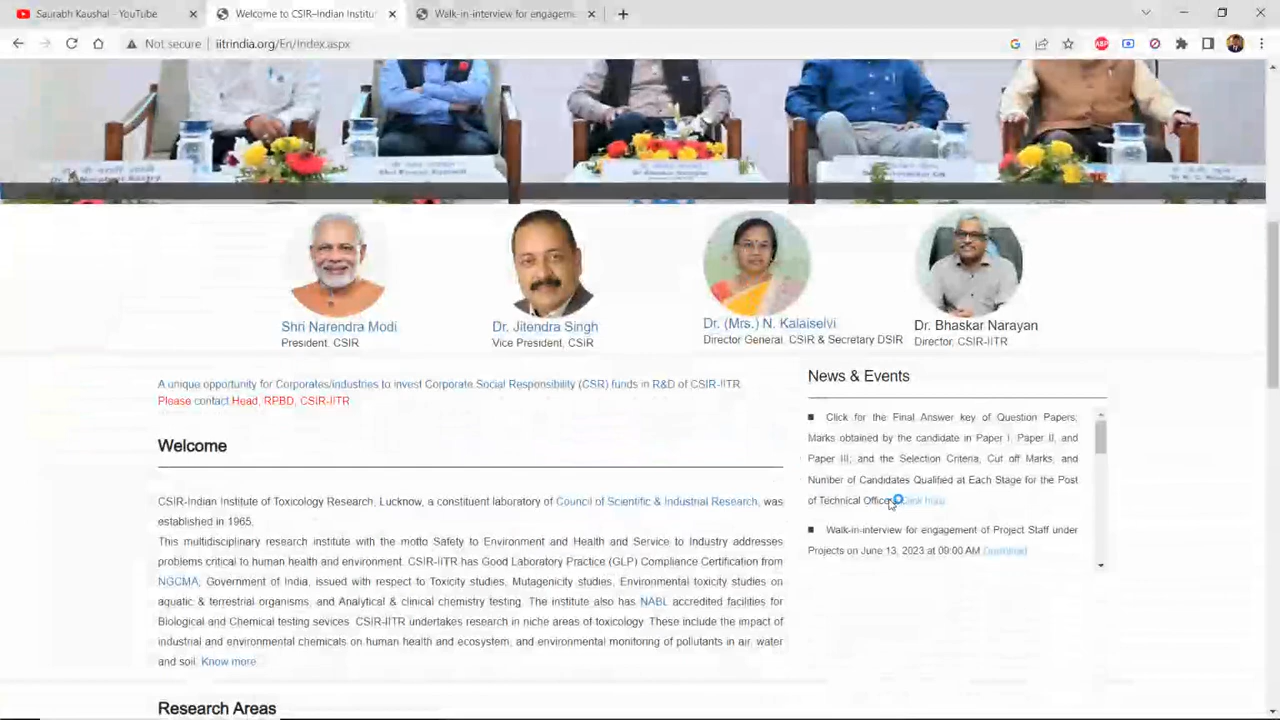 Saurabh Kaushal - YouTube
Welcome to CSIR–Indian Institu
Walk-in-interview for engageme
Not secure
iitrindia.org/En/Index.aspx
ABP
Shri Narendra Modi
President, CSIR
Dr. Jitendra Singh
Vice President, CSIR
Dr. (Mrs.) N. Kalaiselvi
Director General, CSIR & Secretary DSIR
Dr. Bhaskar Narayan
Director, CSIR-IITR
A unique opportunity for Corporates/industries to invest Corporate Social Responsibility (CSR) funds in R&D of CSIR-IITR
Please contact Head, RPBD, CSIR-IITR
Welcome
CSIR-Indian Institute of Toxicology Research, Lucknow, a constituent laboratory of Council of Scientific & Industrial Research, was
established in 1965.
This multidisciplinary research institute with the motto Safety to Environment and Health and Service to Industry addresses
problems critical to human health and environment. CSIR-IITR has Good Laboratory Practice (GLP) Compliance Certification from
NGCMA, Government of India, issued with respect to Toxicity studies, Mutagenicity studies, Environmental toxicity studies on
aquatic & terrestrial organisms, and Analytical & clinical chemistry testing. The institute also has NABL accredited facilities for
Biological and Chemical testing sevices. CSIR-IITR undertakes research in niche areas of toxicology. These include the impact of
industrial and environmental chemicals on human health and ecosystem, and environmental monitoring of pollutants in air, water
and soil. Know more
Research Areas
News & Events
Click for the Final Answer key of Question Papers;
Marks obtained by the candidate in Paper I, Paper II, and
Paper III; and the Selection Criteria, Cut off Marks, and
Number of Candidates Qualified at Each Stage for the Post
of Technical Office
Walk-in-interview for engagement of Project Staff under
Projects on June 13, 2023 at 09:00 AM Download